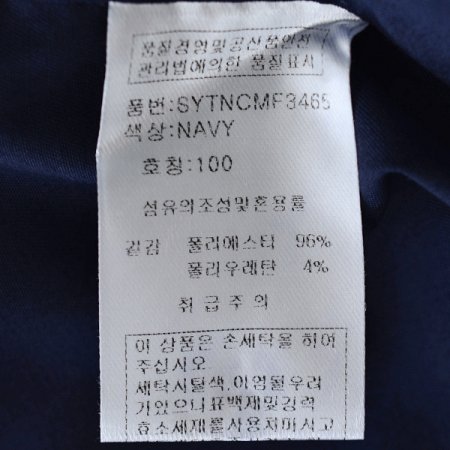 품질경영및공산품안전
관리법에의한 품질표시
품번:SYTNCMF3465
색상:NAVY
호칭:100
섬유의조성및혼용률
겉감 폴리에스터 96%
폴리우레탄 4%
취급주의
이 상품은 손세탁을 하여
주십시오.
세탁시탈색,이염될우려
가있으니표백제및강력
효소세제를사용치마시고